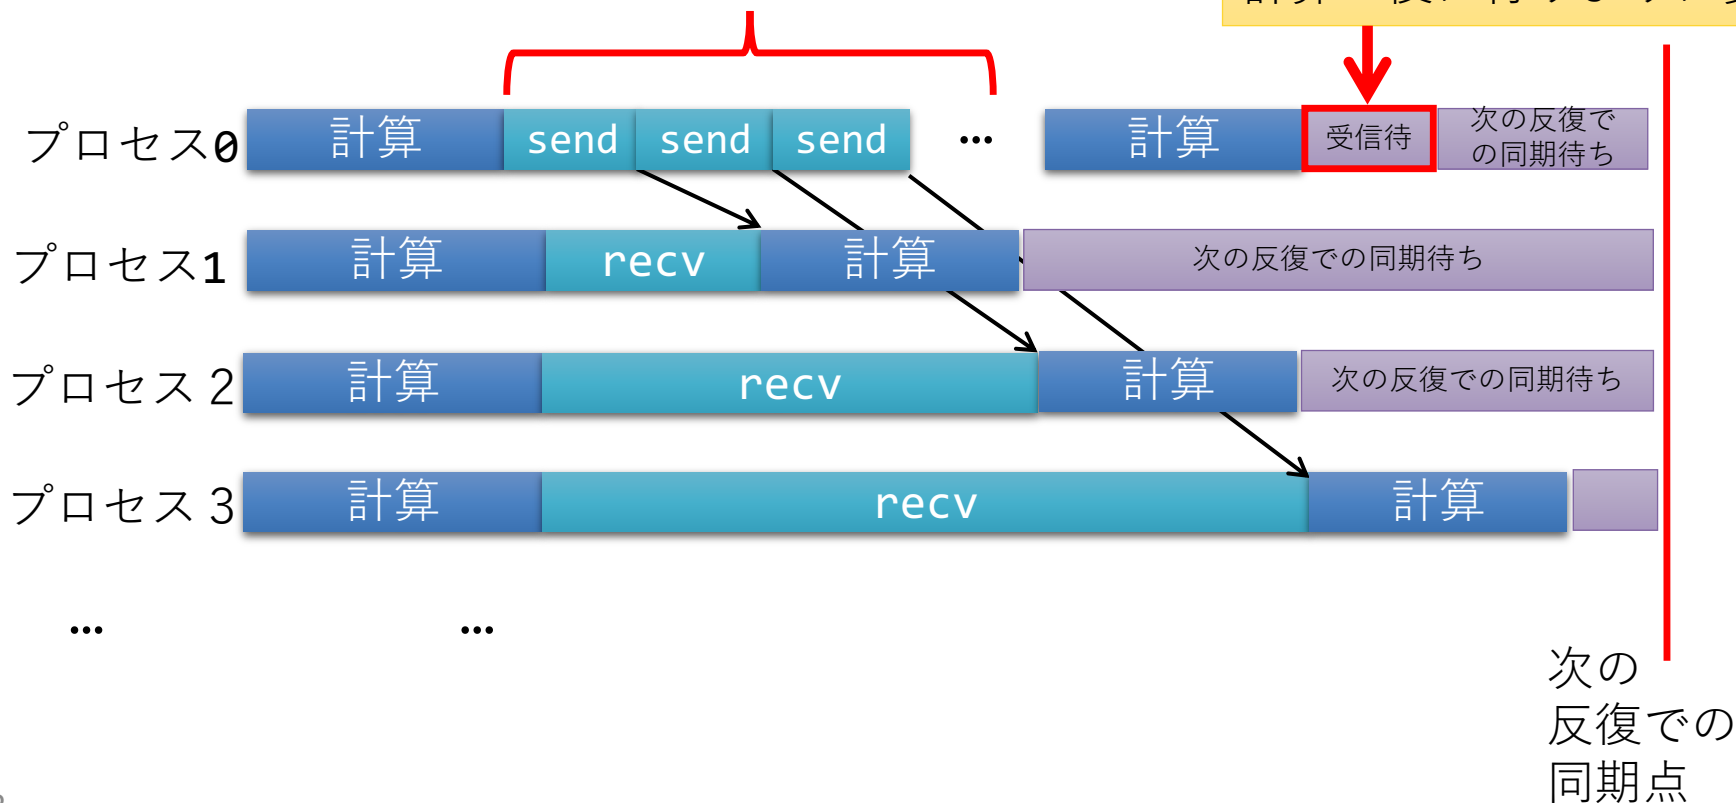 プロセス0 計算 send send send … 計算 受信待 次の反復で
の同期待ち
プロセス1 計算 recv 計算 次の反復での同期待ち
プロセス２ 計算 recv 計算 次の反復での同期待ち
プロセス３ 計算 recv 計算
… …
次の
反復での
同期点